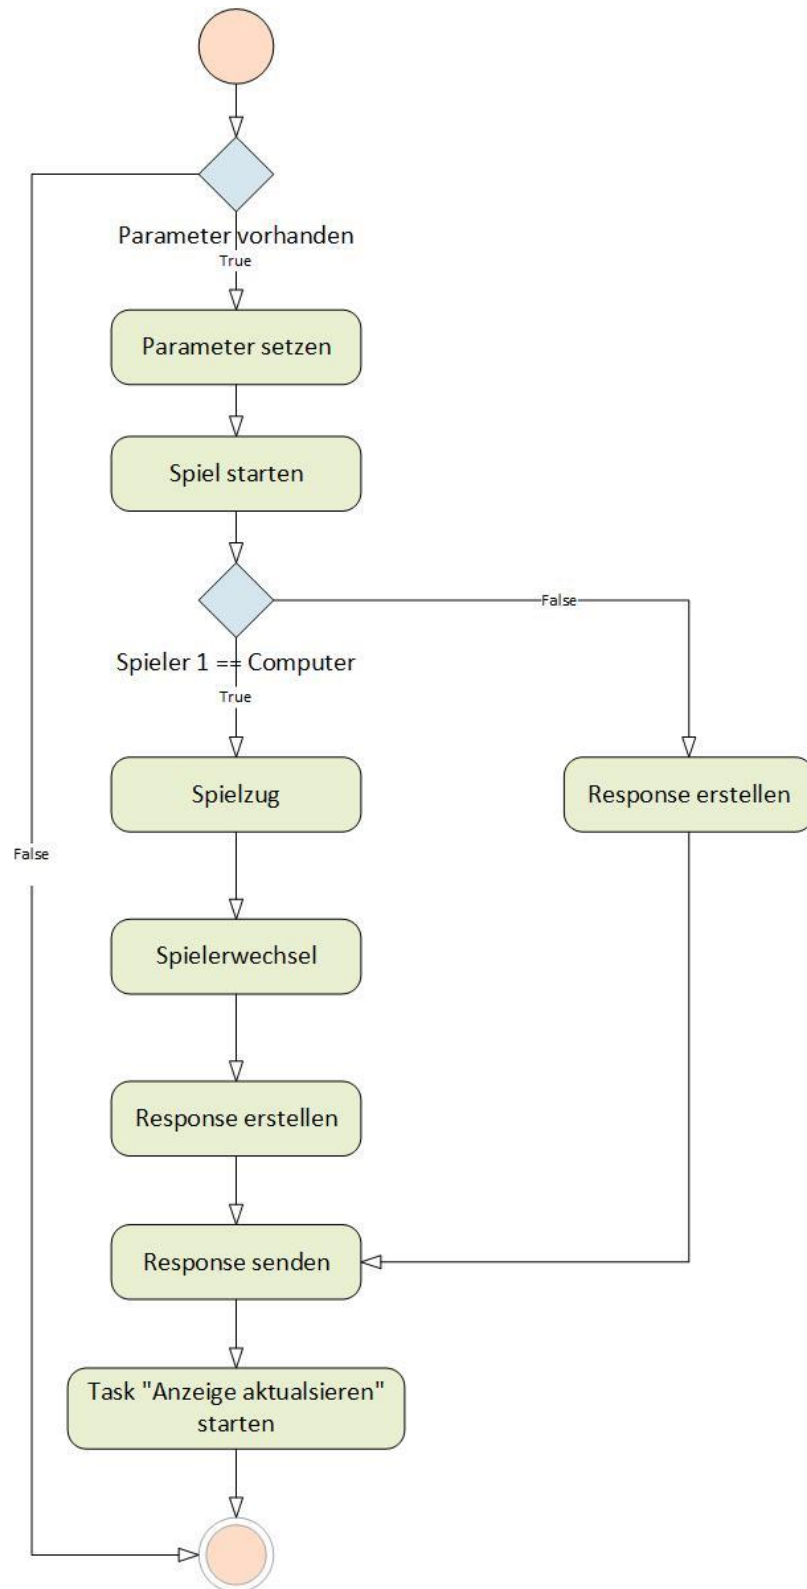 Parameter vorhanden
True
Parameter setzen
Spiel starten
False
Spieler 1 == Computer
True
Spielzug
Response erstellen
False
Spielerwechsel
Response erstellen
Response senden
Task "Anzeige aktualsieren"
starten